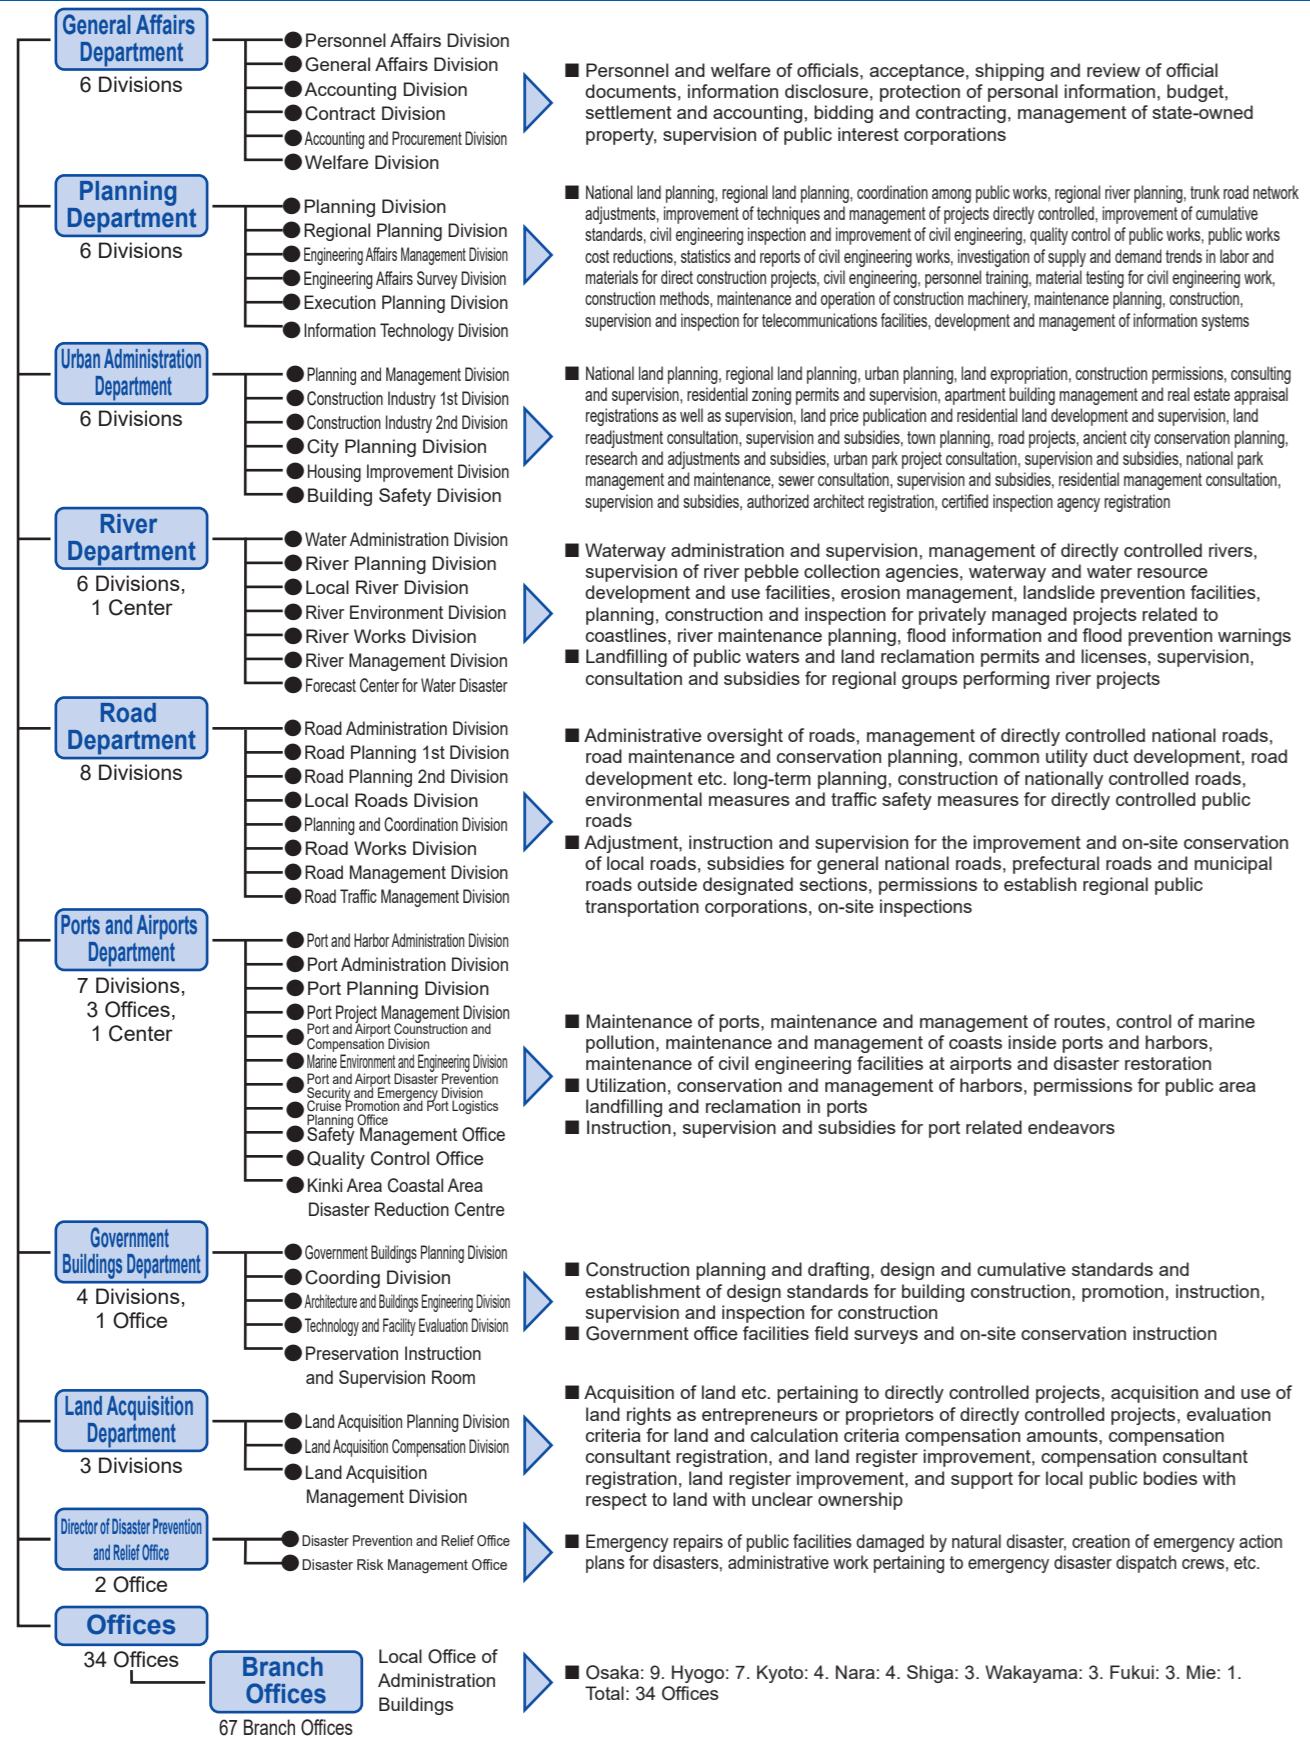 General Affairs
Department
6 Divisions
Personnel Affairs Division
General Affairs Division
Accounting Division
Contract Division
Accounting and Procurement Division
Welfare Division
■ Personnel and welfare of officials, acceptance, shipping and review of official
documents, information disclosure, protection of personal information, budget,
settlement and accounting, bidding and contracting, management of state-owned
property, supervision of public interest corporations
Planning
Department
6 Divisions
Planning Division
Regional Planning Division
Engineering Affairs Management Division
Engineering Affairs Survey Division
Execution Planning Division
Information Technology Division
■ National land planning, regional land planning, coordination among public works, regional river planning, trunk road network
adjustments, improvement of techniques and management of projects directly controlled, improvement of cumulative
standards, civil engineering inspection and improvement of civil engineering, quality control of public works, public works
cost reductions, statistics and reports of civil engineering works, investigation of supply and demand trends in labor and
materials for direct construction projects, civil engineering, personnel training, material testing for civil engineering work,
construction methods, maintenance and operation of construction machinery, maintenance planning, construction,
supervision and inspection for telecommunications facilities, development and management of information systems
Urban Administration
Department
6 Divisions
Planning and Management Division
Construction Industry 1st Division
Construction Industry 2nd Division
City Planning Division
Housing Improvement Division
Building Safety Division
■ National land planning, regional land planning, urban planning, land expropriation, construction permissions, consulting
and supervision, residential zoning permits and supervision, apartment building management and real estate appraisal
registrations as well as supervision, land price publication and residential land development and supervision, land
readjustment consultation, supervision and subsidies, town planning, road projects, ancient city conservation planning,
research and adjustments and subsidies, urban park project consultation, supervision and subsidies, national park
management and maintenance, sewer consultation, supervision and subsidies, residential management consultation,
supervision and subsidies, authorized architect registration, certified inspection agency registration
River
Department
6 Divisions,
1 Center
Water Administration Division
River Planning Division
Local River Division
River Environment Division
River Works Division
River Management Division
Forecast Center for Water Disaster
■ Waterway administration and supervision, management of directly controlled rivers,
supervision of river pebble collection agencies, waterway and water resource
development and use facilities, erosion management, landslide prevention facilities,
planning, construction and inspection for privately managed projects related to
coastlines, river maintenance planning, flood information and flood prevention warnings
■ Landfilling of public waters and land reclamation permits and licenses, supervision,
consultation and subsidies for regional groups performing river projects
Road
Department
8 Divisions
Road Administration Division
Road Planning 1st Division
Road Planning 2nd Division
Local Roads Division
Planning and Coordination Division
Road Works Division
Road Management Division
Road Traffic Management Division
■ Administrative oversight of roads, management of directly controlled national roads,
road maintenance and conservation planning, common utility duct development, road
development etc. long-term planning, construction of nationally controlled roads,
environmental measures and traffic safety measures for directly controlled public
roads
■ Adjustment, instruction and supervision for the improvement and on-site conservation
of local roads, subsidies for general national roads, prefectural roads and municipal
roads outside designated sections, permissions to establish regional public
transportation corporations, on-site inspections
Ports and Airports
Department
7 Divisions,
3 Offices,
1 Center
Port and Harbor Administration Division
Port Administration Division
Port Planning Division
Port Project Management Division
Port and Airport Counstruction and
Compensation Division
Marine Environment and Engineering Division
Port and Airport Disaster Prevention
Security and Emergency Division
Cruise Promotion and Port Logistics
Planning Office
Safety Management Office
Quality Control Office
Kinki Area Coastal Area
Disaster Reduction Centre
■ Maintenance of ports, maintenance and management of routes, control of marine
pollution, maintenance and management of coasts inside ports and harbors,
maintenance of civil engineering facilities at airports and disaster restoration
■ Utilization, conservation and management of harbors, permissions for public area
landfilling and reclamation in ports
■ Instruction, supervision and subsidies for port related endeavors
Government
Buildings Department
4 Divisions,
1 Office
Government Buildings Planning Division
Coording Division
Architecture and Buildings Engineering Division
Technology and Facility Evaluation Division
Preservation Instruction
and Supervision Room
■ Construction planning and drafting, design and cumulative standards and
establishment of design standards for building construction, promotion, instruction,
supervision and inspection for construction
■ Government office facilities field surveys and on-site conservation instruction
Land Acquisition
Department
3 Divisions
Land Acquisition Planning Division
Land Acquisition Compensation Division
Land Acquisition
Management Division
■ Acquisition of land etc. pertaining to directly controlled projects, acquisition and use of
land rights as entrepreneurs or proprietors of directly controlled projects, evaluation
criteria for land and calculation criteria compensation amounts, compensation
consultant registration, and land register improvement, compensation consultant
registration, land register improvement, and support for local public bodies with
respect to land with unclear ownership
Director of Disaster Prevention
and Relief Office
2 Office
Disaster Prevention and Relief Office
Disaster Risk Management Office
■ Emergency repairs of public facilities damaged by natural disaster, creation of emergency action
plans for disasters, administrative work pertaining to emergency disaster dispatch crews, etc.
Offices
34 Offices
Branch
Offices
67 Branch Offices
Local Office of
Administration
Buildings
■ Osaka: 9. Hyogo: 7. Kyoto: 4. Nara: 4. Shiga: 3. Wakayama: 3. Fukui: 3. Mie: 1.
Total: 34 Offices